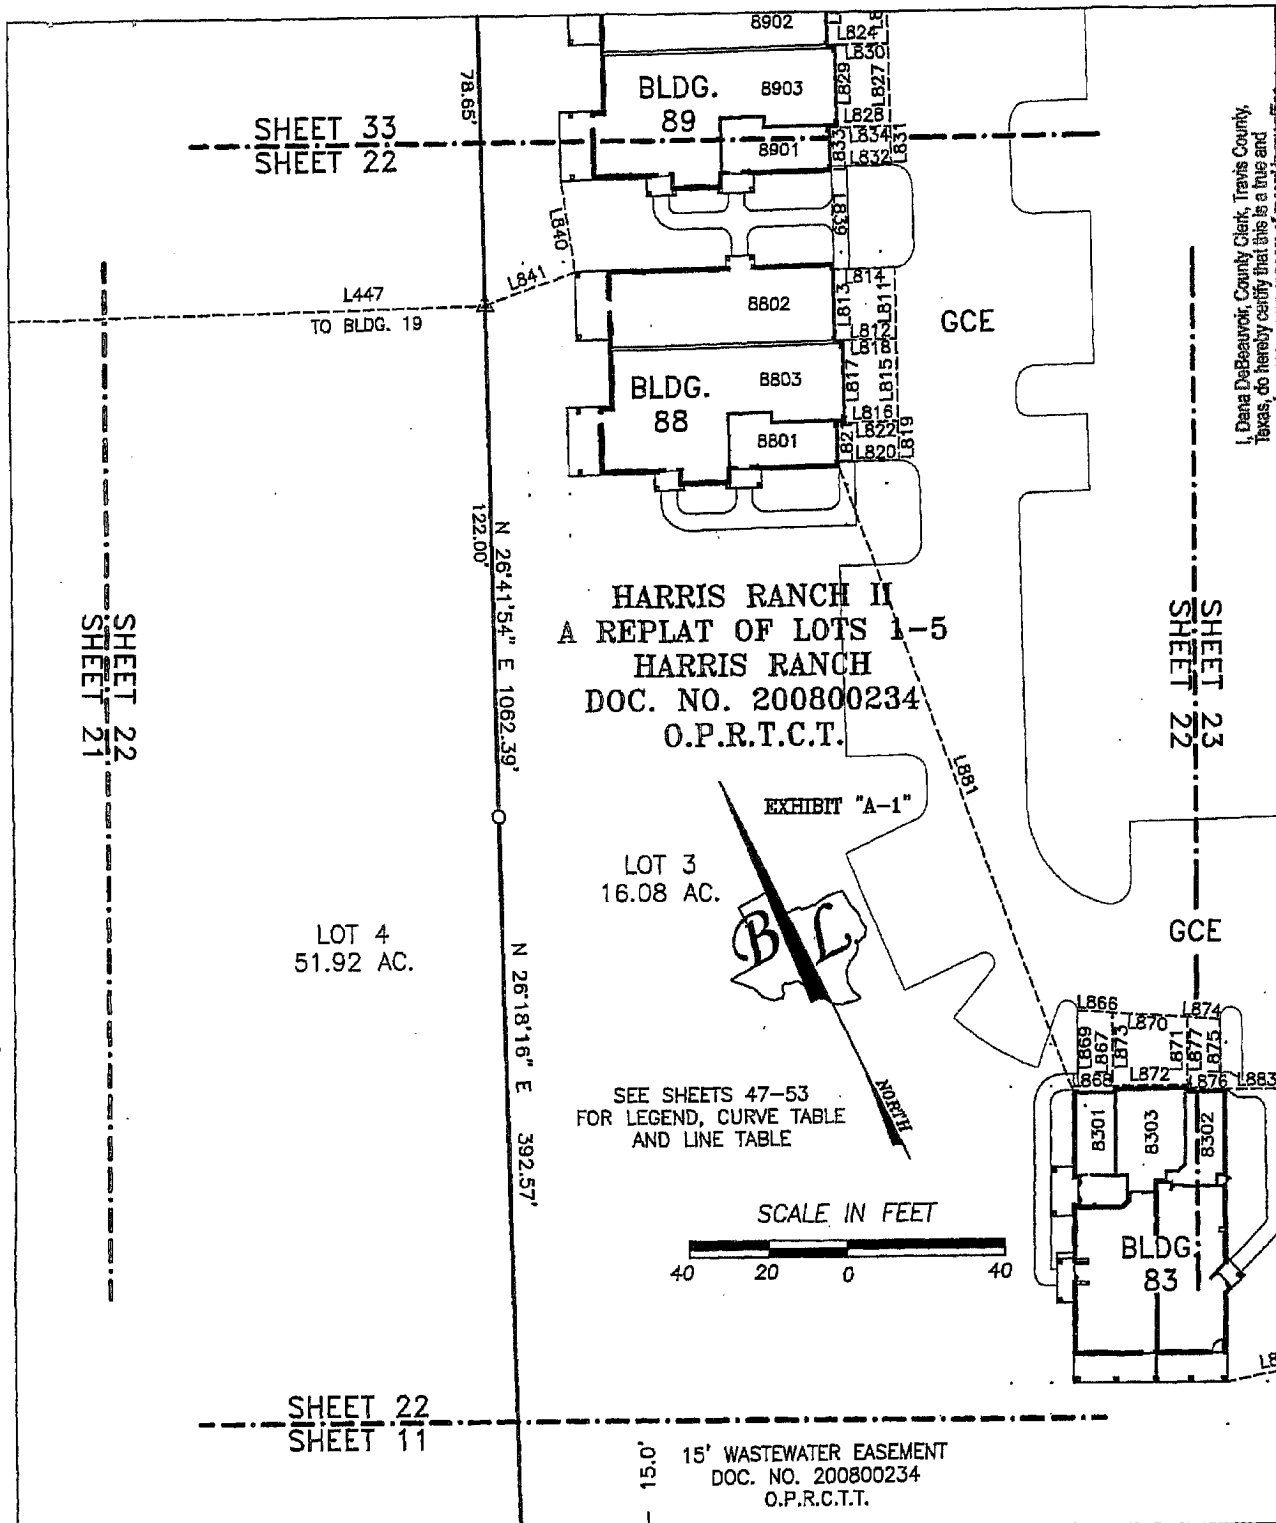 8902
L824
L830
78.65'
BLDG.
89
8903
L829
L827
L828
SHEET 33
SHEET 22
8901
L833
L834
L832
L831
I, Dana DeBeauvoir, County Clerk, Travis County,
Texas, do hereby certify that this is a true and
L840
L839
L841
L447
TO BLDG. 19
8802
L814
L813
L811
L812
GCE
L818
BLDG.
88
8803
L817
L815
L816
8801
L821
L822
L820
L819
N 26°41'54" E 1062.39'
122.00'
HARRIS RANCH II
A REPLAT OF LOTS 1-5
HARRIS RANCH
DOC. NO. 200800234
O.P.R.T.C.T.
SHEET 22
SHEET 21
SHEET 23
SHEET 22
L881
EXHIBIT "A-1"
LOT 3
16.08 AC.
B L
LOT 4
51.92 AC.
GCE
N 26°18'16" E 392.57'
L866
L874
L870
L869
L867
L873
L871
L877
L875
L868
L872
L876
L883
SEE SHEETS 47-53
FOR LEGEND, CURVE TABLE
AND LINE TABLE
NORTH
8301
8303
8302
SCALE IN FEET
40 20 0 40
BLDG.
83
SHEET 22
SHEET 11
15.0'
15' WASTEWATER EASEMENT
DOC. NO. 200800234
O.P.R.C.T.T.